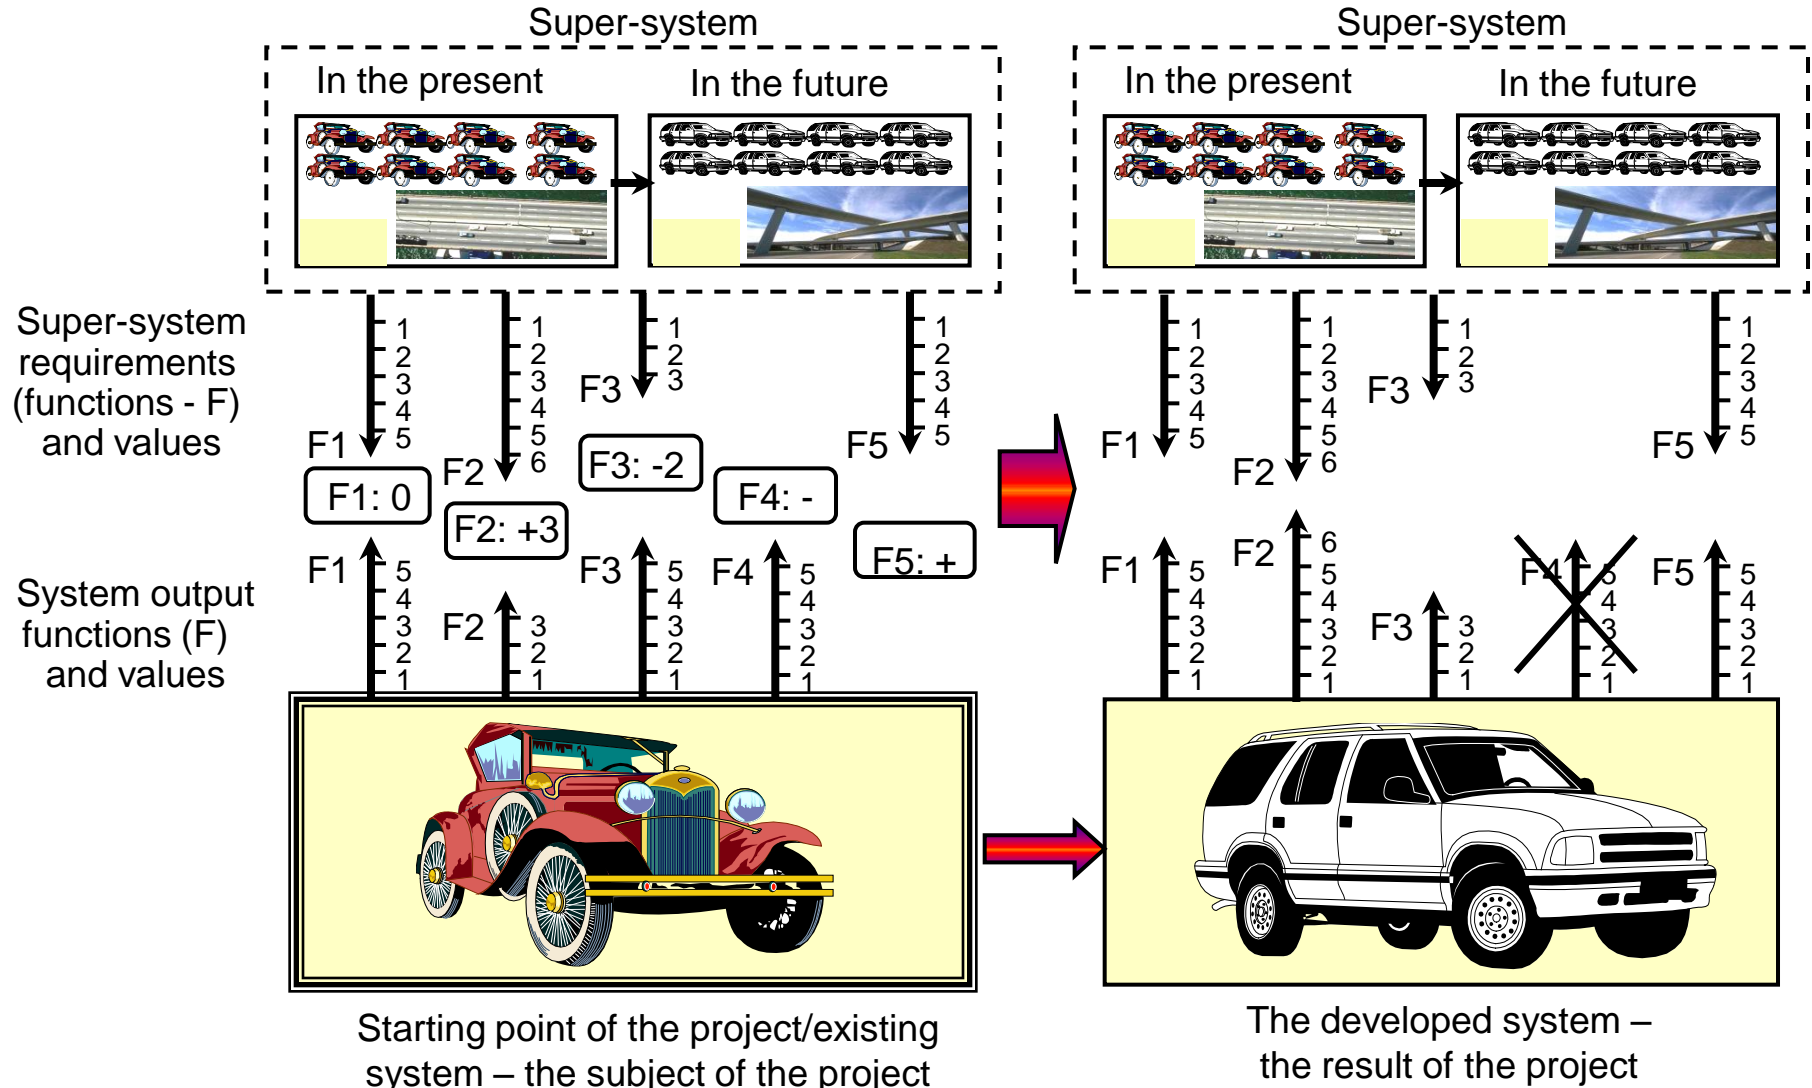 Super-system
Super-system
In the present
In the future
In the present
In the future
Super-system
requirements
(functions - F)
and values
1
2
3
4
5
F1
1
2
3
4
5
6
F2
1
2
3
F3
1
2
3
4
5
F5
1
2
3
4
5
F1
1
2
3
4
5
6
F2
1
2
3
F3
1
2
3
4
5
F5
F1: 0
F2: +3
F3: -2
F4: -
F5: +
System output
functions (F)
and values
F1
5
4
3
2
1
F2
3
2
1
F3
5
4
3
2
1
F4
5
4
3
2
1
F1
5
4
3
2
1
F2
6
5
4
3
2
1
F3
3
2
1
F4
5
4
3
2
1
F5
5
4
3
2
1
Starting point of the project/existing
system – the subject of the project
The developed system –
the result of the project